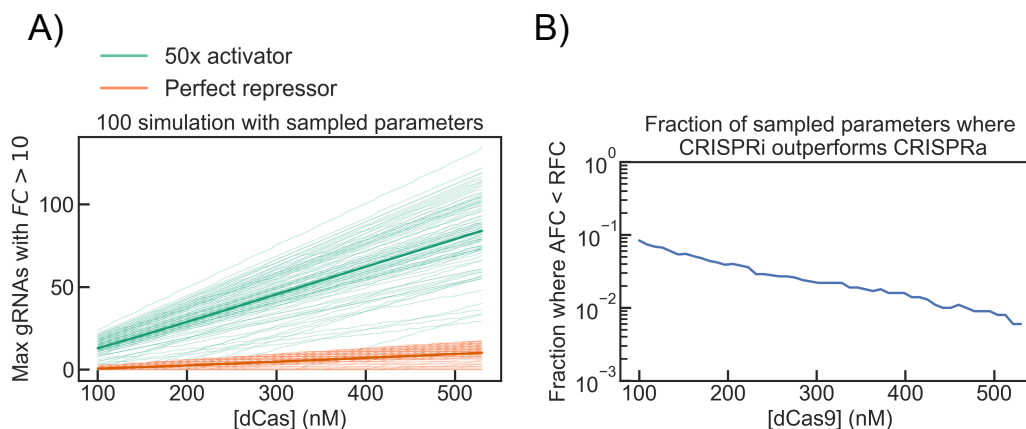 A)
50x activator
Perfect repressor
100 simulation with sampled parameters
Max gRNAs with FC > 10
100
50
0
100 200 300 400 500
[dCas] (nM)
B)
Fraction of sampled parameters where
CRISPRi outperforms CRISPRa
Fraction where AFC < RFC
10⁰
10⁻¹
10⁻²
10⁻³
100 200 300 400 500
[dCas9] (nM)